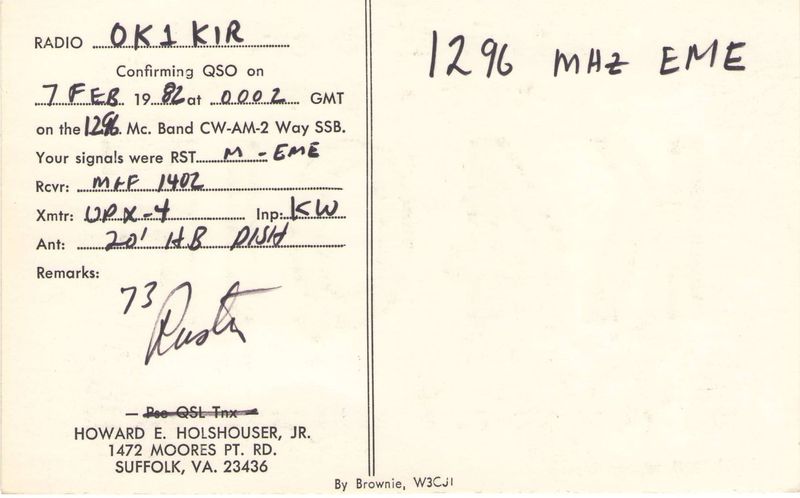 RADIO OK1KIR
Confirming QSO on
7 FEB 1982 at 0002 GMT
on the 1296 Mc. Band CW-AM-2 Way SSB.
Your signals were RST M - EME
Rcvr: MFF 1402
Xmtr: UPX-4 Inp: KW
Ant: 20' HB DISH
Remarks:
73
Rusty
— Pse QSL Tnx —
HOWARD E. HOLSHOUSER, JR.
1472 MOORES PT. RD.
SUFFOLK, VA. 23436
1296 MHZ EME
By Brownie, W3CJI